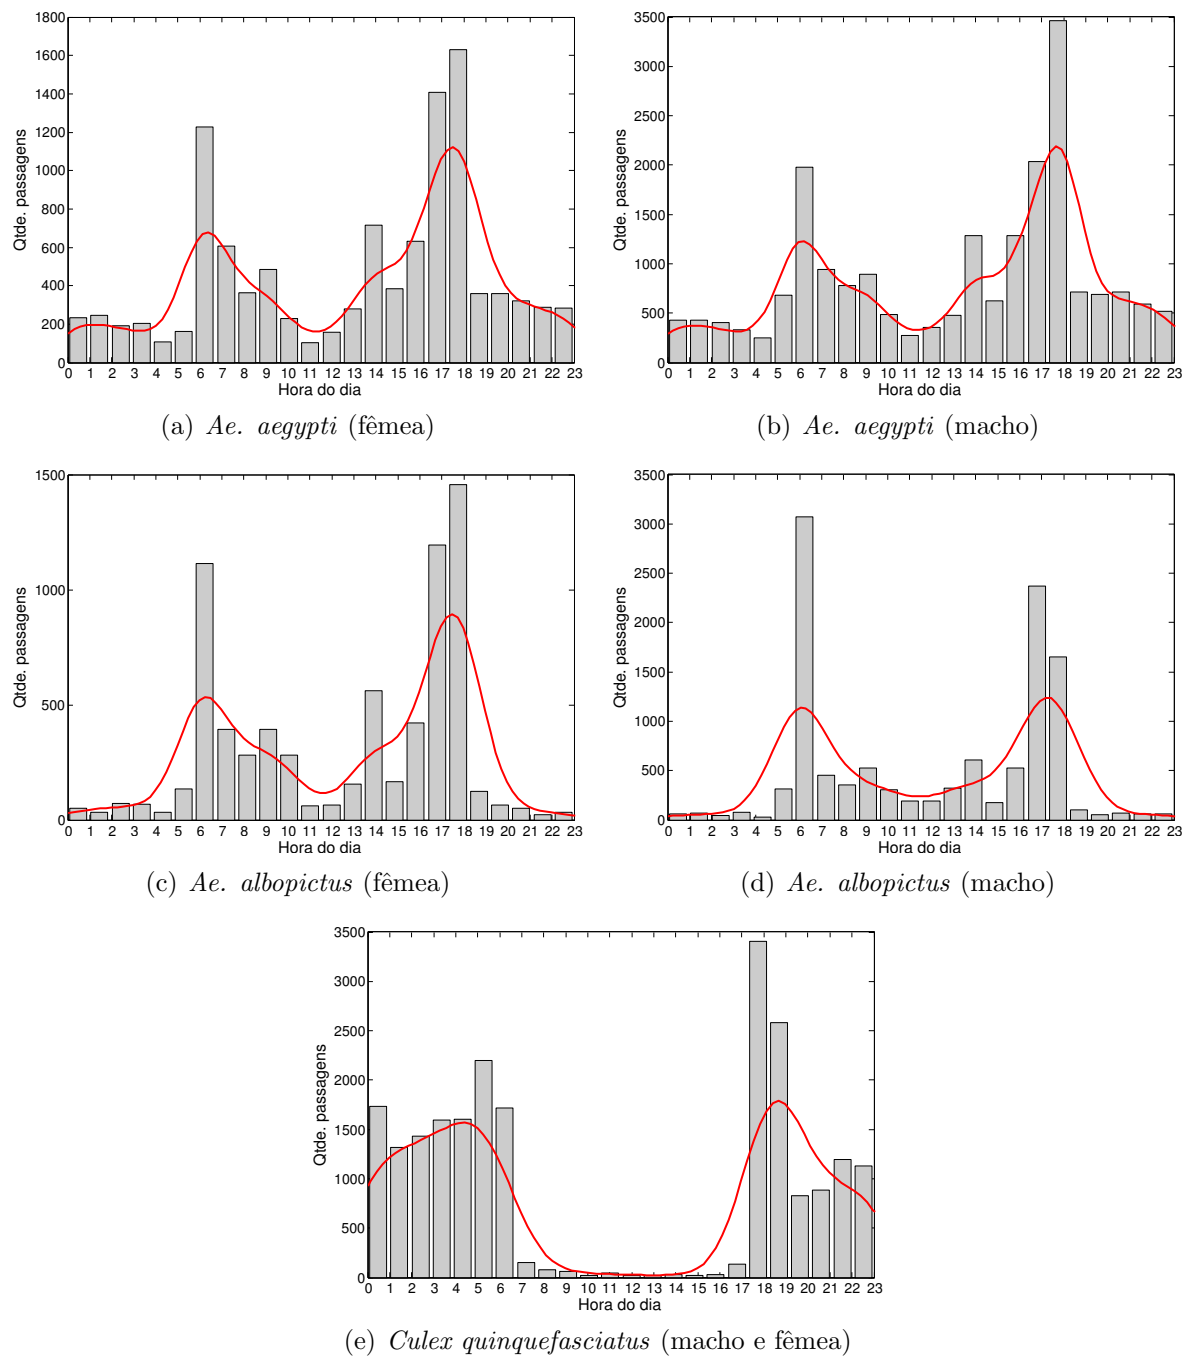 1800
1600
1400
1200
1000
800
600
400
200
0
Qtde. passagens
0 1 2 3 4 5 6 7 8 9 10 11 12 13 14 15 16 17 18 19 20 21 22 23
Hora do dia
(a) Ae. aegypti (fêmea)
3500
3000
2500
2000
1500
1000
500
0
Qtde. passagens
0 1 2 3 4 5 6 7 8 9 10 11 12 13 14 15 16 17 18 19 20 21 22 23
Hora do dia
(b) Ae. aegypti (macho)
1500
1000
500
0
Qtde. passagens
0 1 2 3 4 5 6 7 8 9 10 11 12 13 14 15 16 17 18 19 20 21 22 23
Hora do dia
(c) Ae. albopictus (fêmea)
3500
3000
2500
2000
1500
1000
500
0
Qtde. passagens
0 1 2 3 4 5 6 7 8 9 10 11 12 13 14 15 16 17 18 19 20 21 22 23
Hora do dia
(d) Ae. albopictus (macho)
3500
3000
2500
2000
1500
1000
500
0
Qtde. passagens
0 1 2 3 4 5 6 7 8 9 10 11 12 13 14 15 16 17 18 19 20 21 22 23
Hora do dia
(e) Culex quinquefasciatus (macho e fêmea)